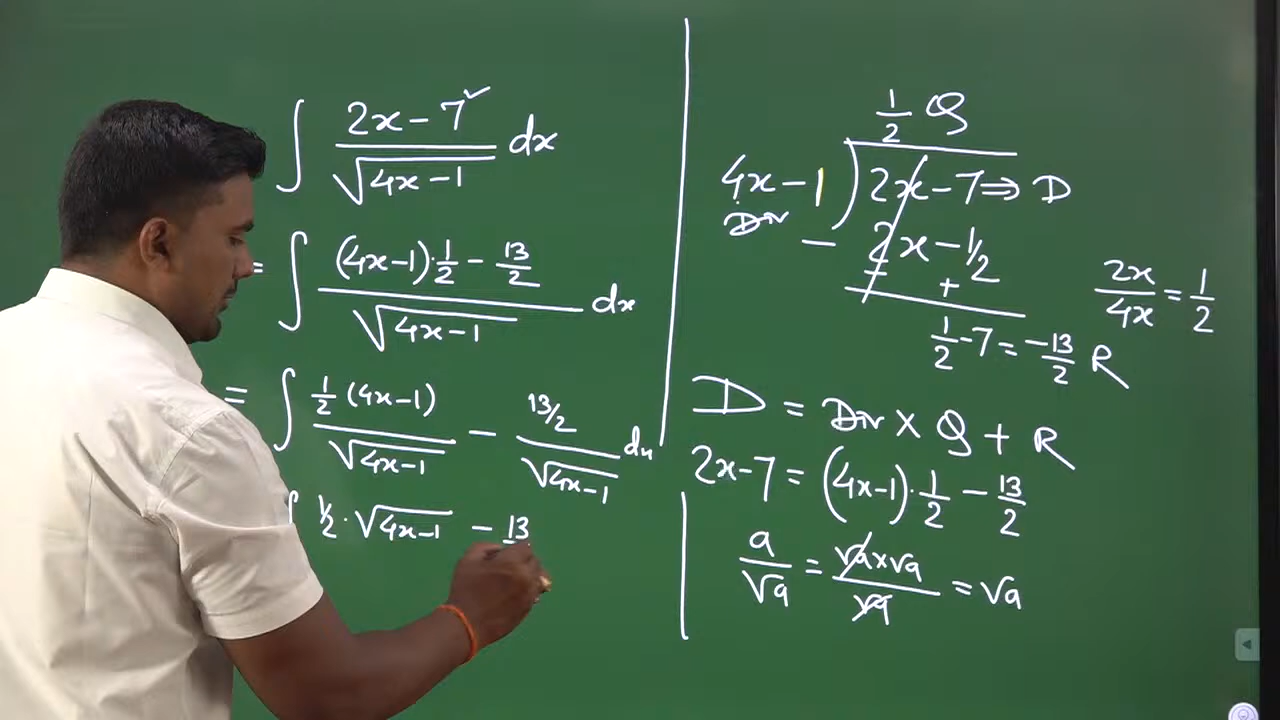 ∫ (2x – 7)/√(4x – 1) dx
= ∫ ((4x–1)·1/2 – 13/2)/√(4x–1) dx
= ∫ (1/2 (4x–1))/√(4x–1) – (13/2)/√(4x–1) dx
∫ 1/2 · √(4x–1) – 13
1/2 Q
4x – 1 ) 2x – 7 ⇒ D
Div
– 2x – 1/2
+
1/2 – 7 = –13/2 R
2x/4x = 1/2
D = Div × Q + R
2x–7 = (4x–1)·1/2 – 13/2
a/√a = (√a×√a)/√a = √a